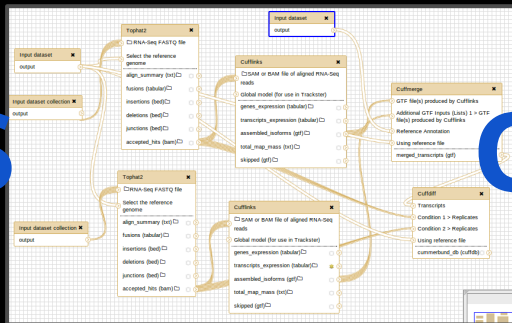 Input dataset ✖
output
Input dataset collection ✖
output
Input dataset collection ✖
output
Tophat2 ✖
RNA-Seq FASTQ file
Select the reference
genome
align_summary (txt)
fusions (tabular)
insertions (bed)
deletions (bed)
junctions (bed)
accepted_hits (bam)
Tophat2 ✖
RNA-Seq FASTQ file
Select the reference
genome
align_summary (txt)
fusions (tabular)
insertions (bed)
deletions (bed)
junctions (bed)
accepted_hits (bam)
Input dataset ✖
output
Cufflinks ✖
SAM or BAM file of aligned RNA-Seq
reads
Global model (for use in Trackster)
genes_expression (tabular)
transcripts_expression (tabular)
assembled_isoforms (gtf)
total_map_mass (txt)
skipped (gtf)
Cufflinks ✖
SAM or BAM file of aligned RNA-Seq
reads
Global model (for use in Trackster)
genes_expression (tabular)
transcripts_expression (tabular)
assembled_isoforms (gtf)
total_map_mass (txt)
skipped (gtf)
Cuffmerge
GTF file(s) produced by Cufflinks
Additional GTF Inputs (Lists) 1 > GTF
file(s) produced by Cufflinks
Reference Annotation
Using reference file
merged_transcripts (gtf)
Cuffdiff ✖
Transcripts
Condition 1 > Replicates
Condition 2 > Replicates
Using reference file
cummerbund_db (cuffdb)